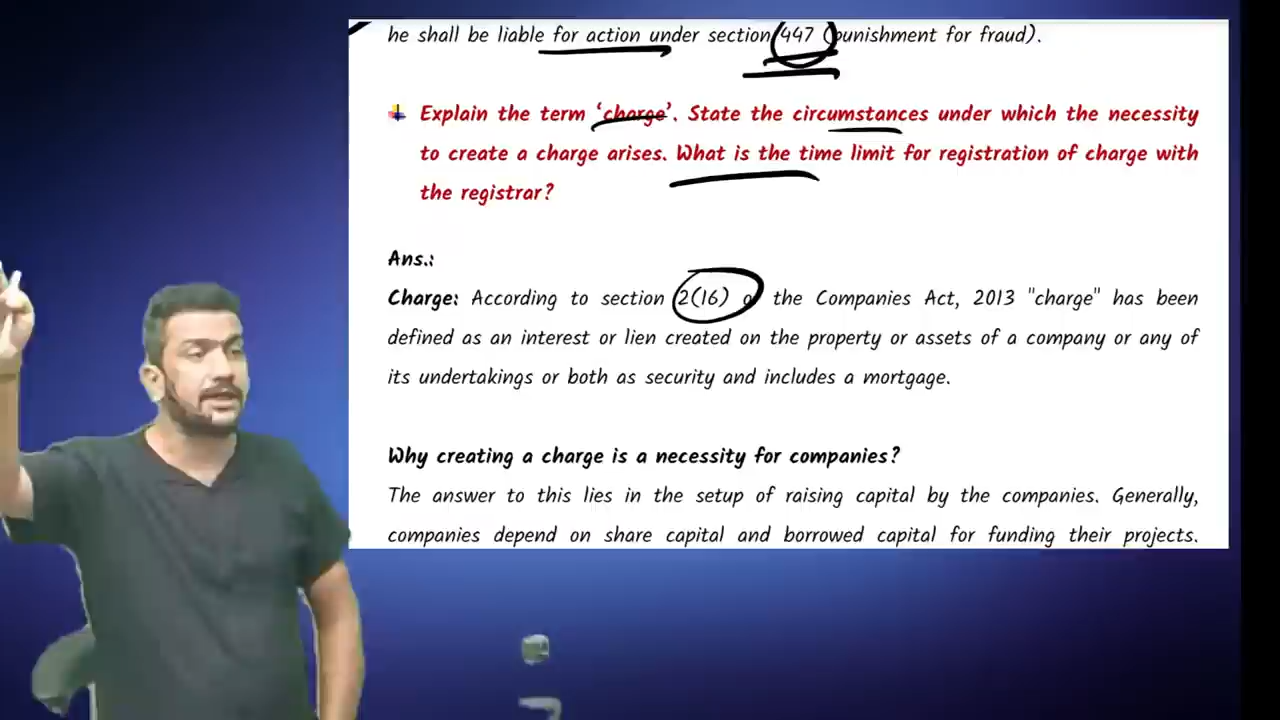 he shall be liable for action under section 447 (punishment for fraud).
Explain the term ‘charge’. State the circumstances under which the necessity
to create a charge arises. What is the time limit for registration of charge with
the registrar?
Ans.:
Charge: According to section 2(16) o the Companies Act, 2013 "charge" has been
defined as an interest or lien created on the property or assets of a company or any of
its undertakings or both as security and includes a mortgage.
Why creating a charge is a necessity for companies?
The answer to this lies in the setup of raising capital by the companies. Generally,
companies depend on share capital and borrowed capital for funding their projects.